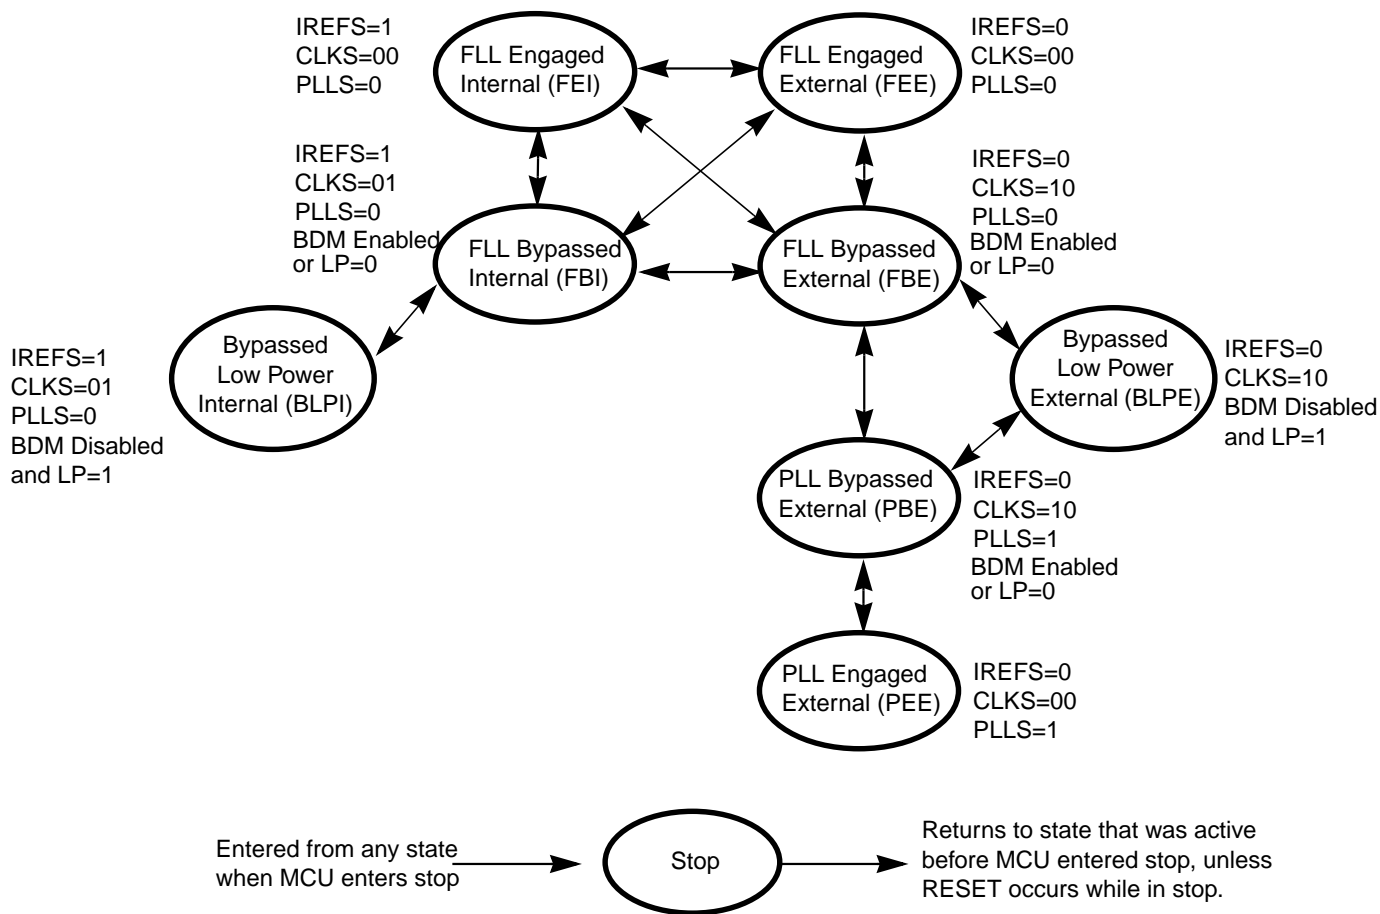 IREFS=1
CLKS=00
PLLS=0
FLL Engaged
Internal (FEI)
FLL Engaged
External (FEE)
IREFS=0
CLKS=00
PLLS=0
IREFS=1
CLKS=01
PLLS=0
BDM Enabled
or LP=0
FLL Bypassed
Internal (FBI)
FLL Bypassed
External (FBE)
IREFS=0
CLKS=10
PLLS=0
BDM Enabled
or LP=0
IREFS=1
CLKS=01
PLLS=0
BDM Disabled
and LP=1
Bypassed
Low Power
Internal (BLPI)
Bypassed
Low Power
External (BLPE)
IREFS=0
CLKS=10
BDM Disabled
and LP=1
PLL Bypassed
External (PBE)
IREFS=0
CLKS=10
PLLS=1
BDM Enabled
or LP=0
PLL Engaged
External (PEE)
IREFS=0
CLKS=00
PLLS=1
Entered from any state
when MCU enters stop
Stop
Returns to state that was active
before MCU entered stop, unless
RESET occurs while in stop.